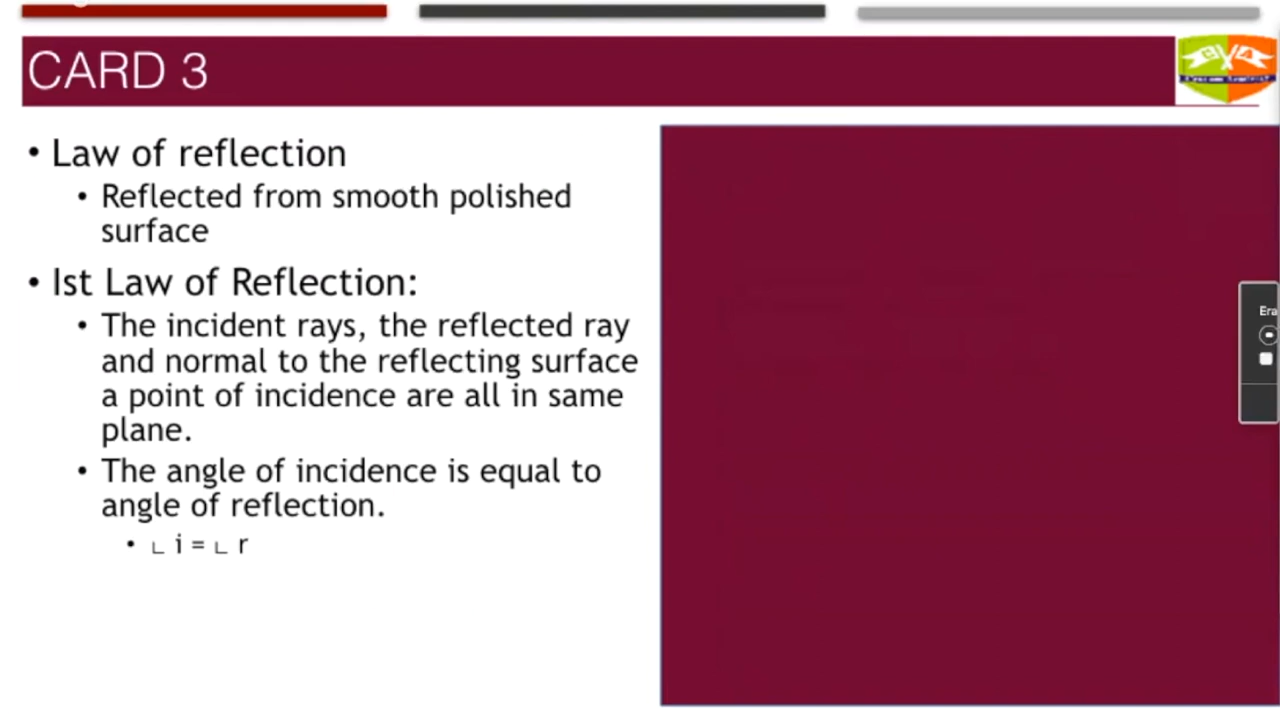 CARD 3
• Law of reflection
• Reflected from smooth polished
surface
• Ist Law of Reflection:
• The incident rays, the reflected ray
and normal to the reflecting surface
a point of incidence are all in same
plane.
• The angle of incidence is equal to
angle of reflection.
• ∟ i = ∟ r
Era